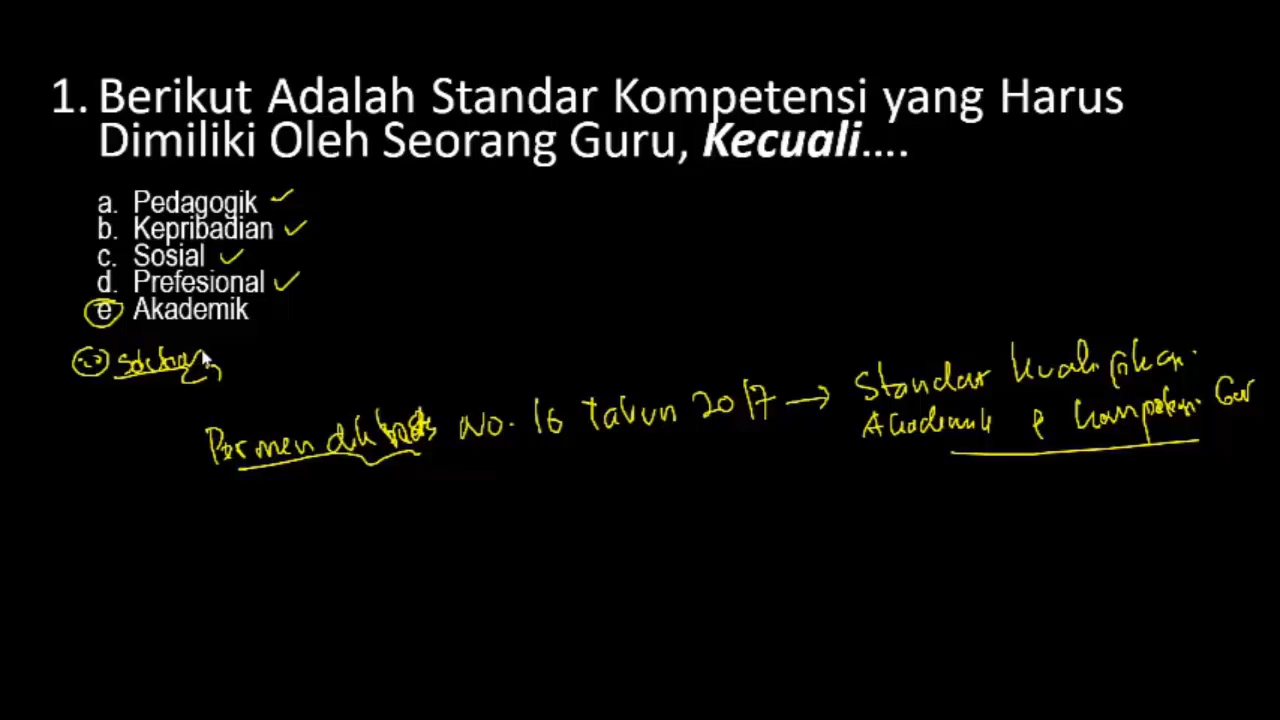 1. Berikut Adalah Standar Kompetensi yang Harus
Dimiliki Oleh Seorang Guru, Kecuali....
a. Pedagogik
b. Kepribadian
c. Sosial
d. Prefesional
e. Akademik
Standar Kualifikasi
Permendikbud No. 16 Tahun 2017 → Akademik & Kompetensi Gur